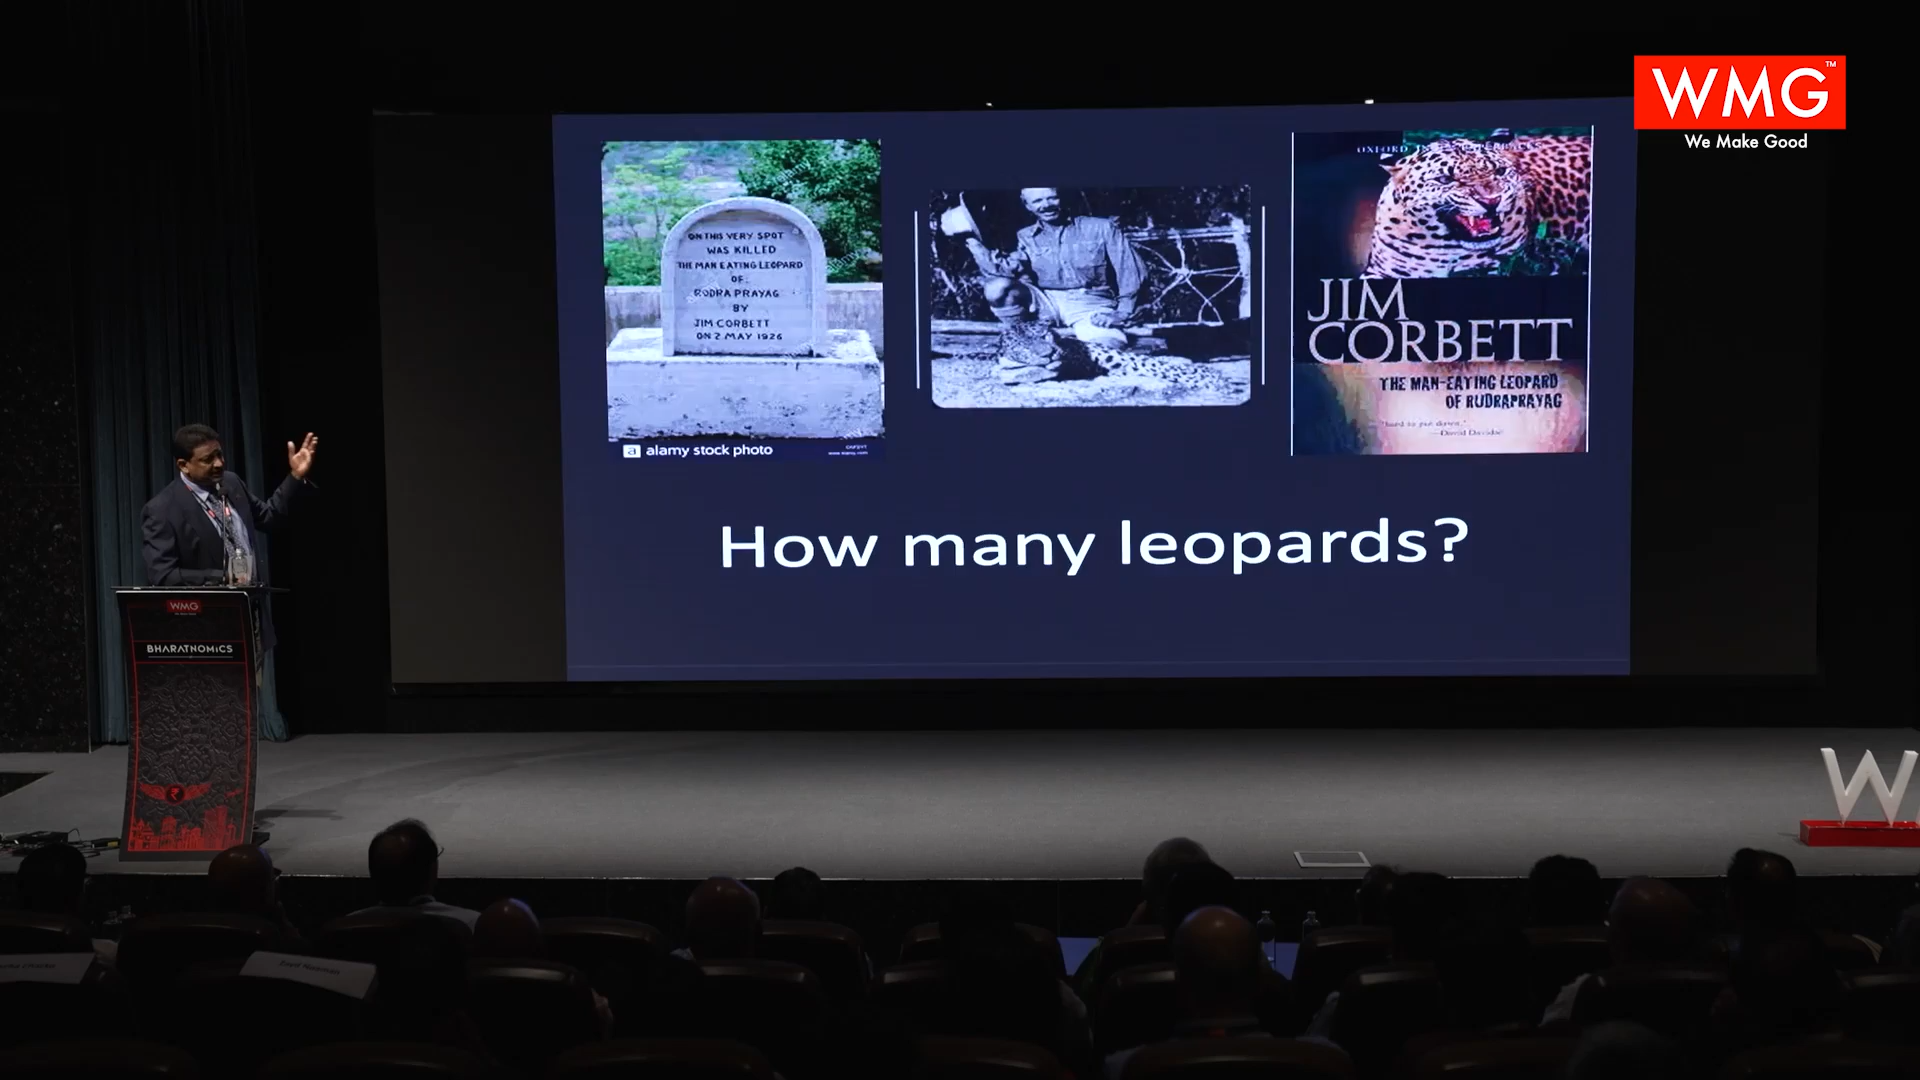 WMG™
We Make Good
ON THIS VERY SPOT
WAS KILLED
THE MAN EATING LEOPARD
OF
RUDRA PRAYAG
BY
JIM CORBETT
ON 2 MAY 1926
a alamy stock photo
JIM
CORBETT
THE MAN-EATING LEOPARD
OF RUDRAPRAYAG
How many leopards?
WMG
BHARATNOMiCS
₹
W